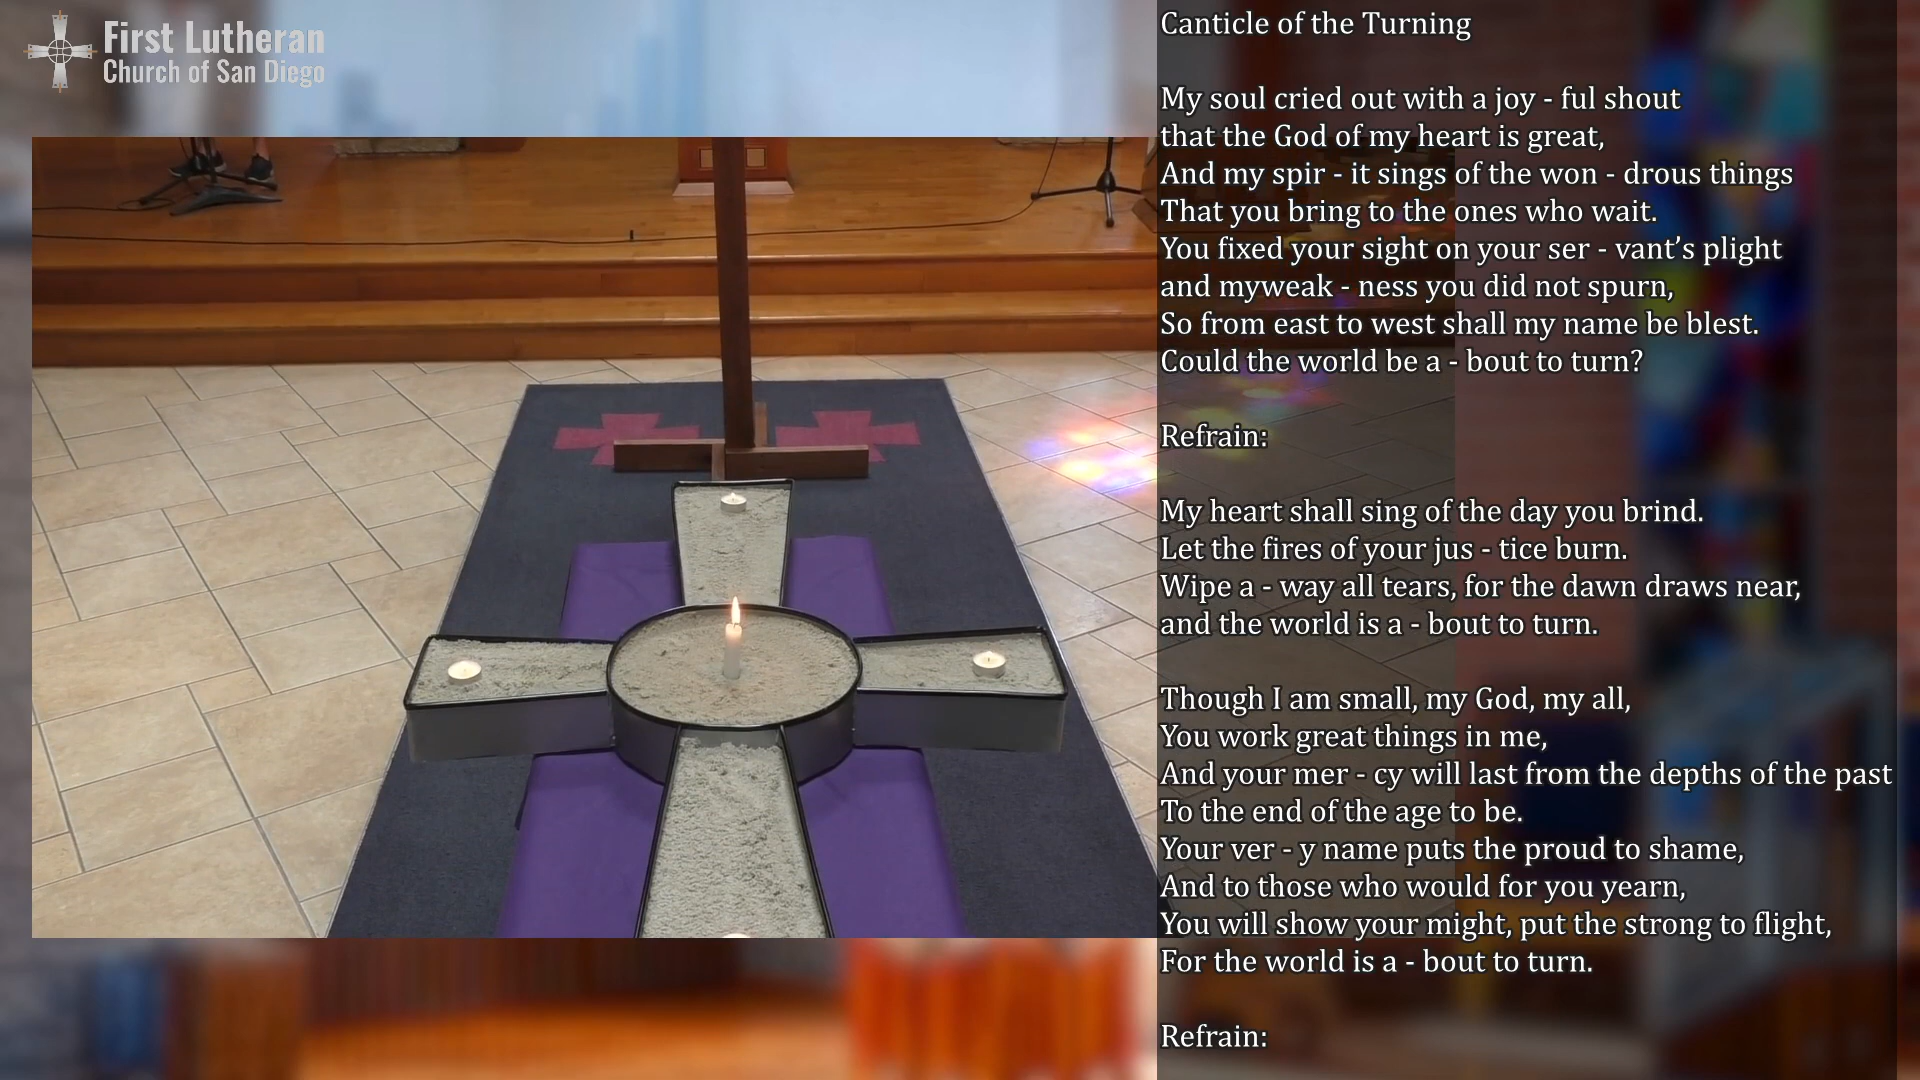 First Lutheran
Church of San Diego
Canticle of the Turning
My soul cried out with a joy - ful shout
that the God of my heart is great,
And my spir - it sings of the won - drous things
That you bring to the ones who wait.
You fixed your sight on your ser - vant’s plight
and myweak - ness you did not spurn,
So from east to west shall my name be blest.
Could the world be a - bout to turn?
Refrain:
My heart shall sing of the day you brind.
Let the fires of your jus - tice burn.
Wipe a - way all tears, for the dawn draws near,
and the world is a - bout to turn.
Though I am small, my God, my all,
You work great things in me,
And your mer - cy will last from the depths of the past
To the end of the age to be.
Your ver - y name puts the proud to shame,
And to those who would for you yearn,
You will show your might, put the strong to flight,
For the world is a - bout to turn.
Refrain: